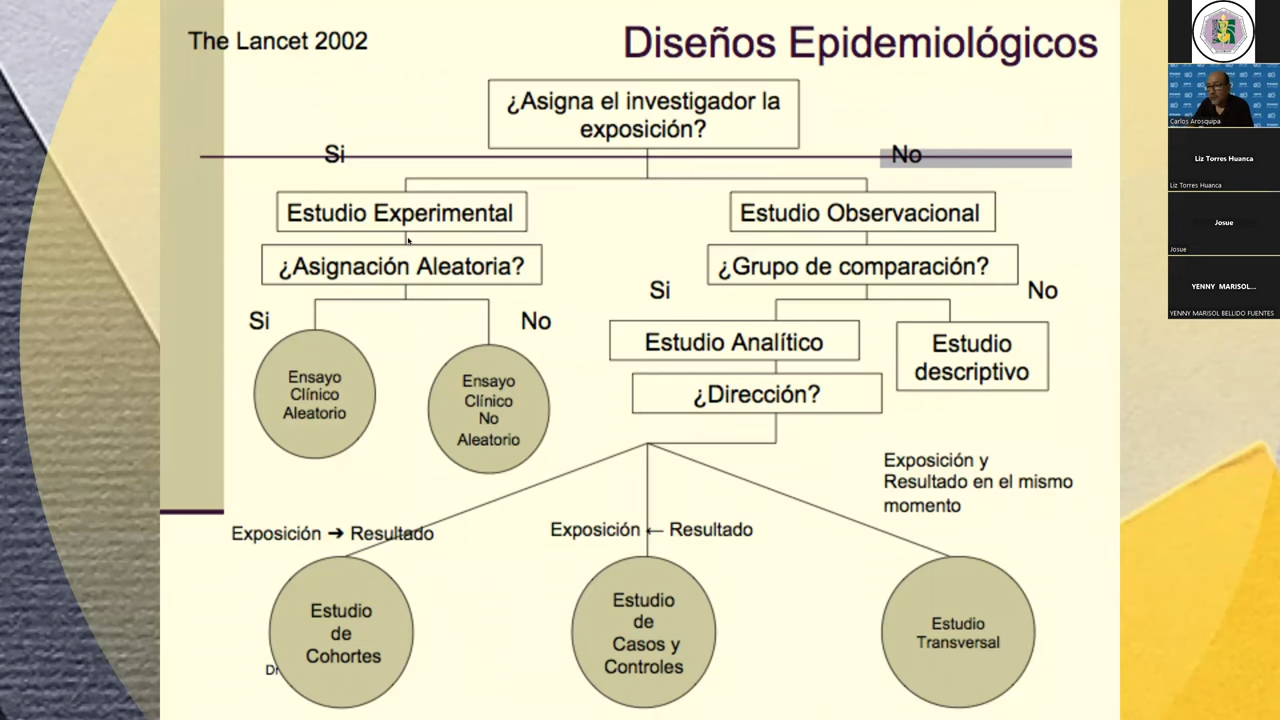 The Lancet 2002
Diseños Epidemiológicos
¿Asigna el investigador la
exposición?
Si
No
Estudio Experimental
Estudio Observacional
¿Asignación Aleatoria?
¿Grupo de comparación?
Si
No
Si
No
Estudio Analítico
Estudio
descriptivo
¿Dirección?
Ensayo
Clínico
Aleatorio
Ensayo
Clínico
No
Aleatorio
Exposición y
Resultado en el mismo
momento
Exposición ➔ Resultado
Exposición ← Resultado
Estudio
de
Cohortes
Estudio
de
Casos y
Controles
Estudio
Transversal
Carlos Arosquipa
Liz Torres Huanca
Liz Torres Huanca
Josue
Josue
YENNY MARISOL...
YENNY MARISOL BELLIDO FUENTES